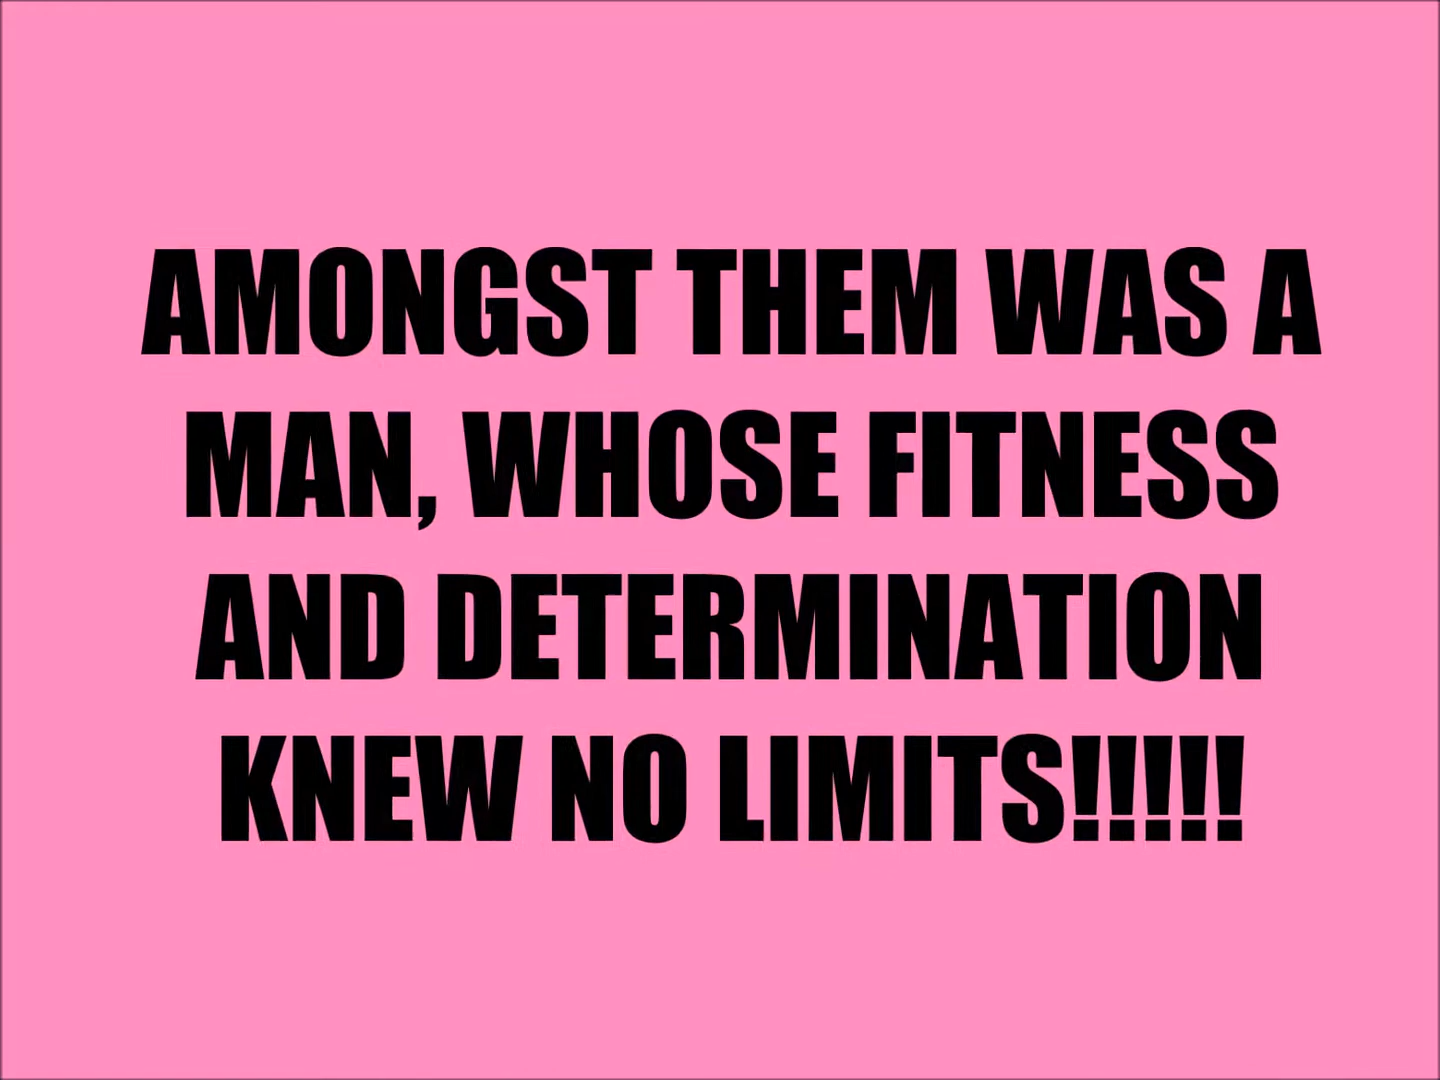 AMONGST THEM WAS A
MAN, WHOSE FITNESS
AND DETERMINATION
KNEW NO LIMITS!!!!!